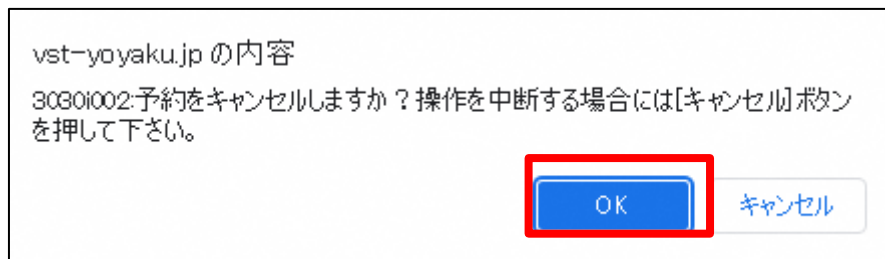 vst-yoyaku.jp の内容
3030i002:予約をキャンセルしますか？操作を中断する場合には[キャンセル]ボタン
を押して下さい。
OK
キャンセル